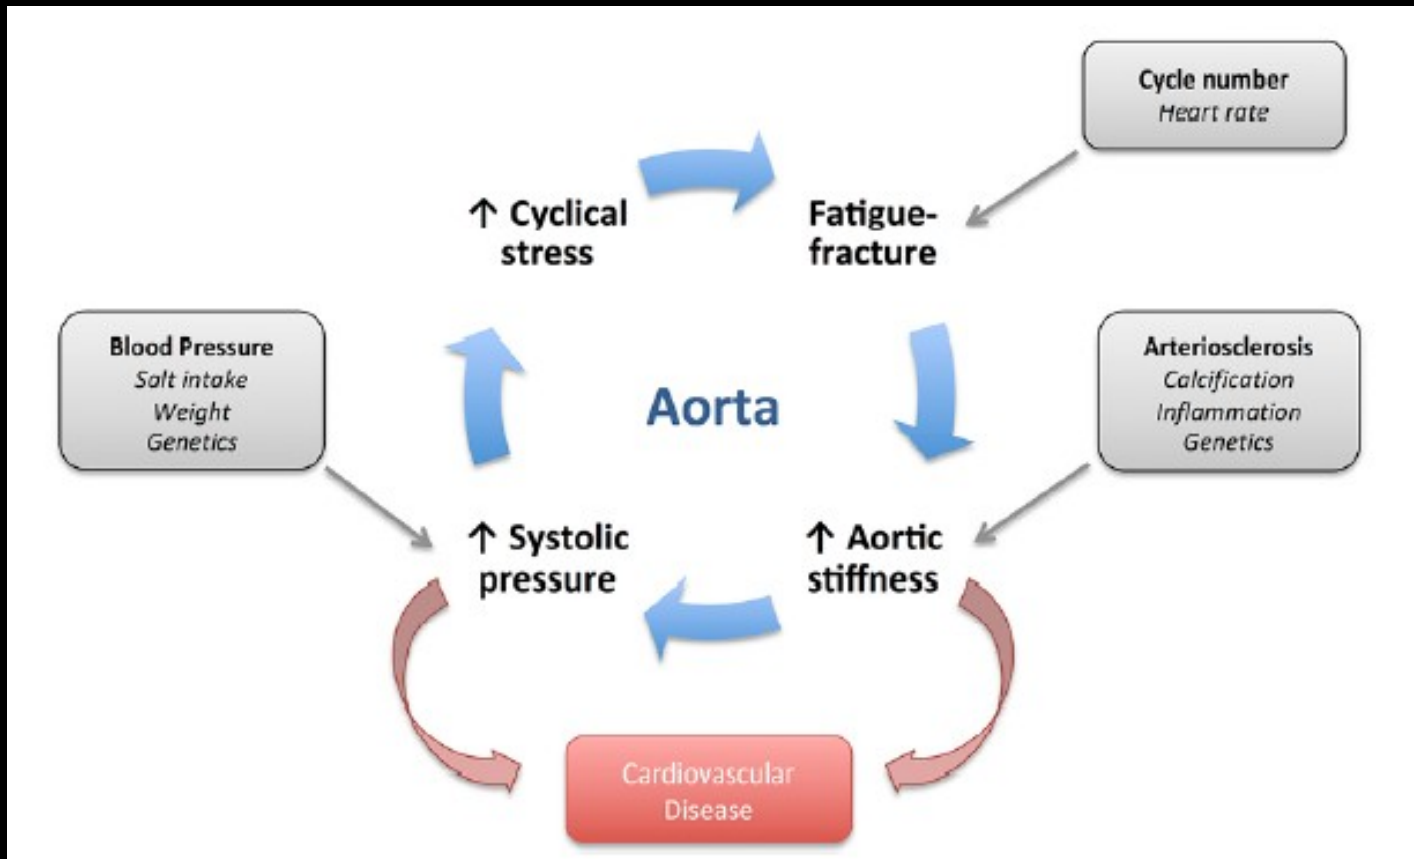 Cycle number
Heart rate
↑ Cyclical
stress
Fatigue-
fracture
Blood Pressure
Salt intake
Weight
Genetics
Aorta
Arteriosclerosis
Calcification
Inflammation
Genetics
↑ Systolic
pressure
↑ Aortic
stiffness
Cardiovascular
Disease